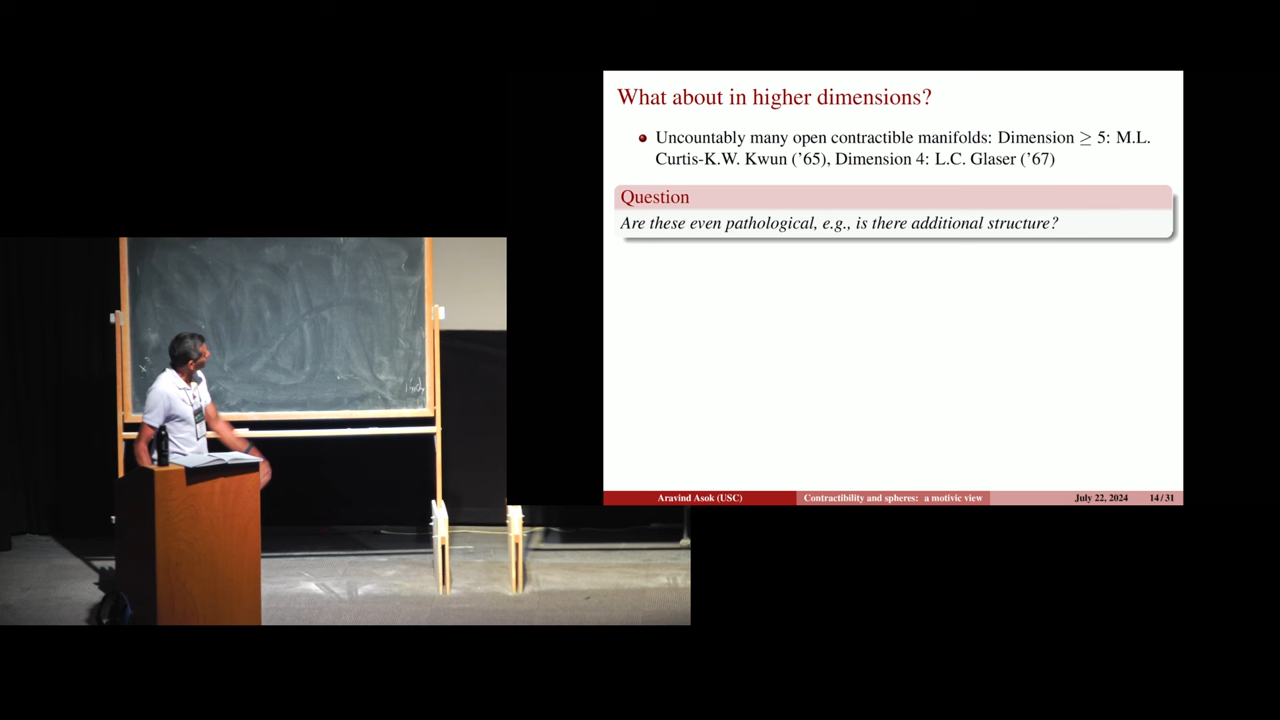 What about in higher dimensions?
Uncountably many open contractible manifolds: Dimension ≥ 5: M.L.
Curtis-K.W. Kwun ('65), Dimension 4: L.C. Glaser ('67)
Question
Are these even pathological, e.g., is there additional structure?
Aravind Asok (USC) Contractibility and spheres: a motivic view July 22, 2024 14 / 31